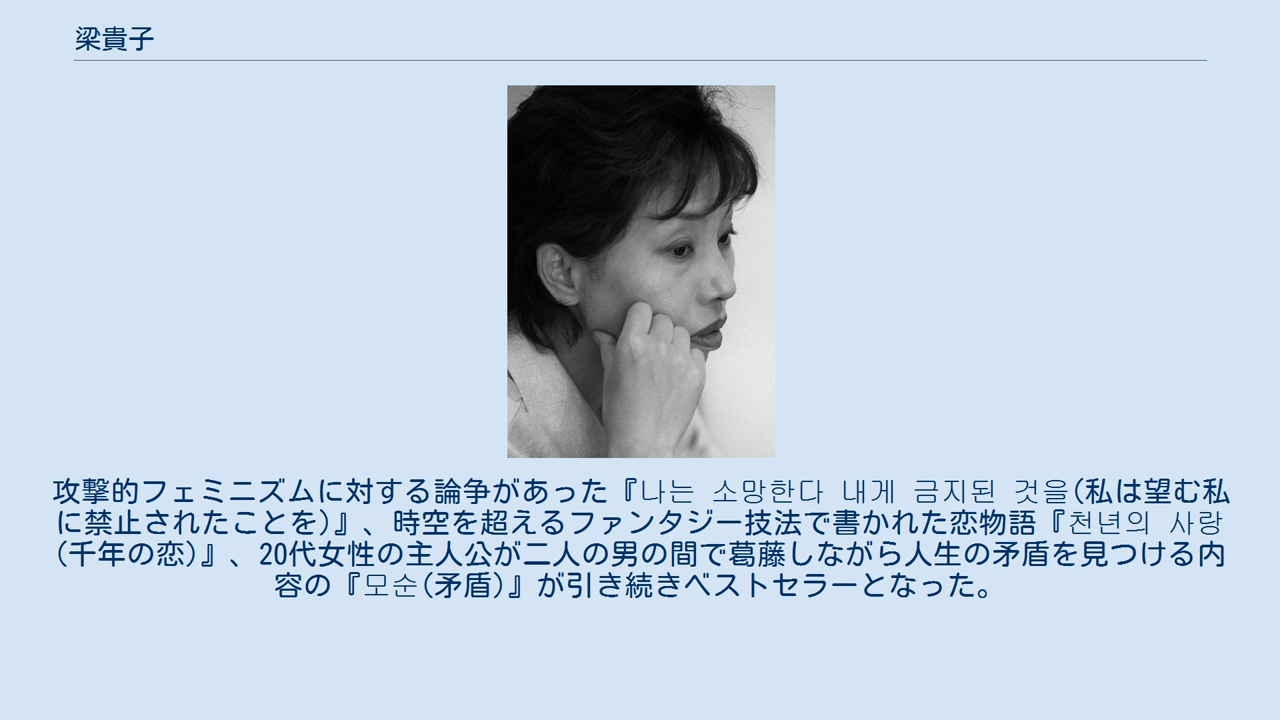 梁貴子
攻撃的フェミニズムに対する論争があった『나는 소망한다 내게 금지된 것을(私は望む私
に禁止されたことを)』、時空を超えるファンタジー技法で書かれた恋物語『천년의 사랑
(千年の恋)』、20代女性の主人公が二人の男の間で葛藤しながら人生の矛盾を見つける内
容の『모순(矛盾)』が引き続きベストセラーとなった。